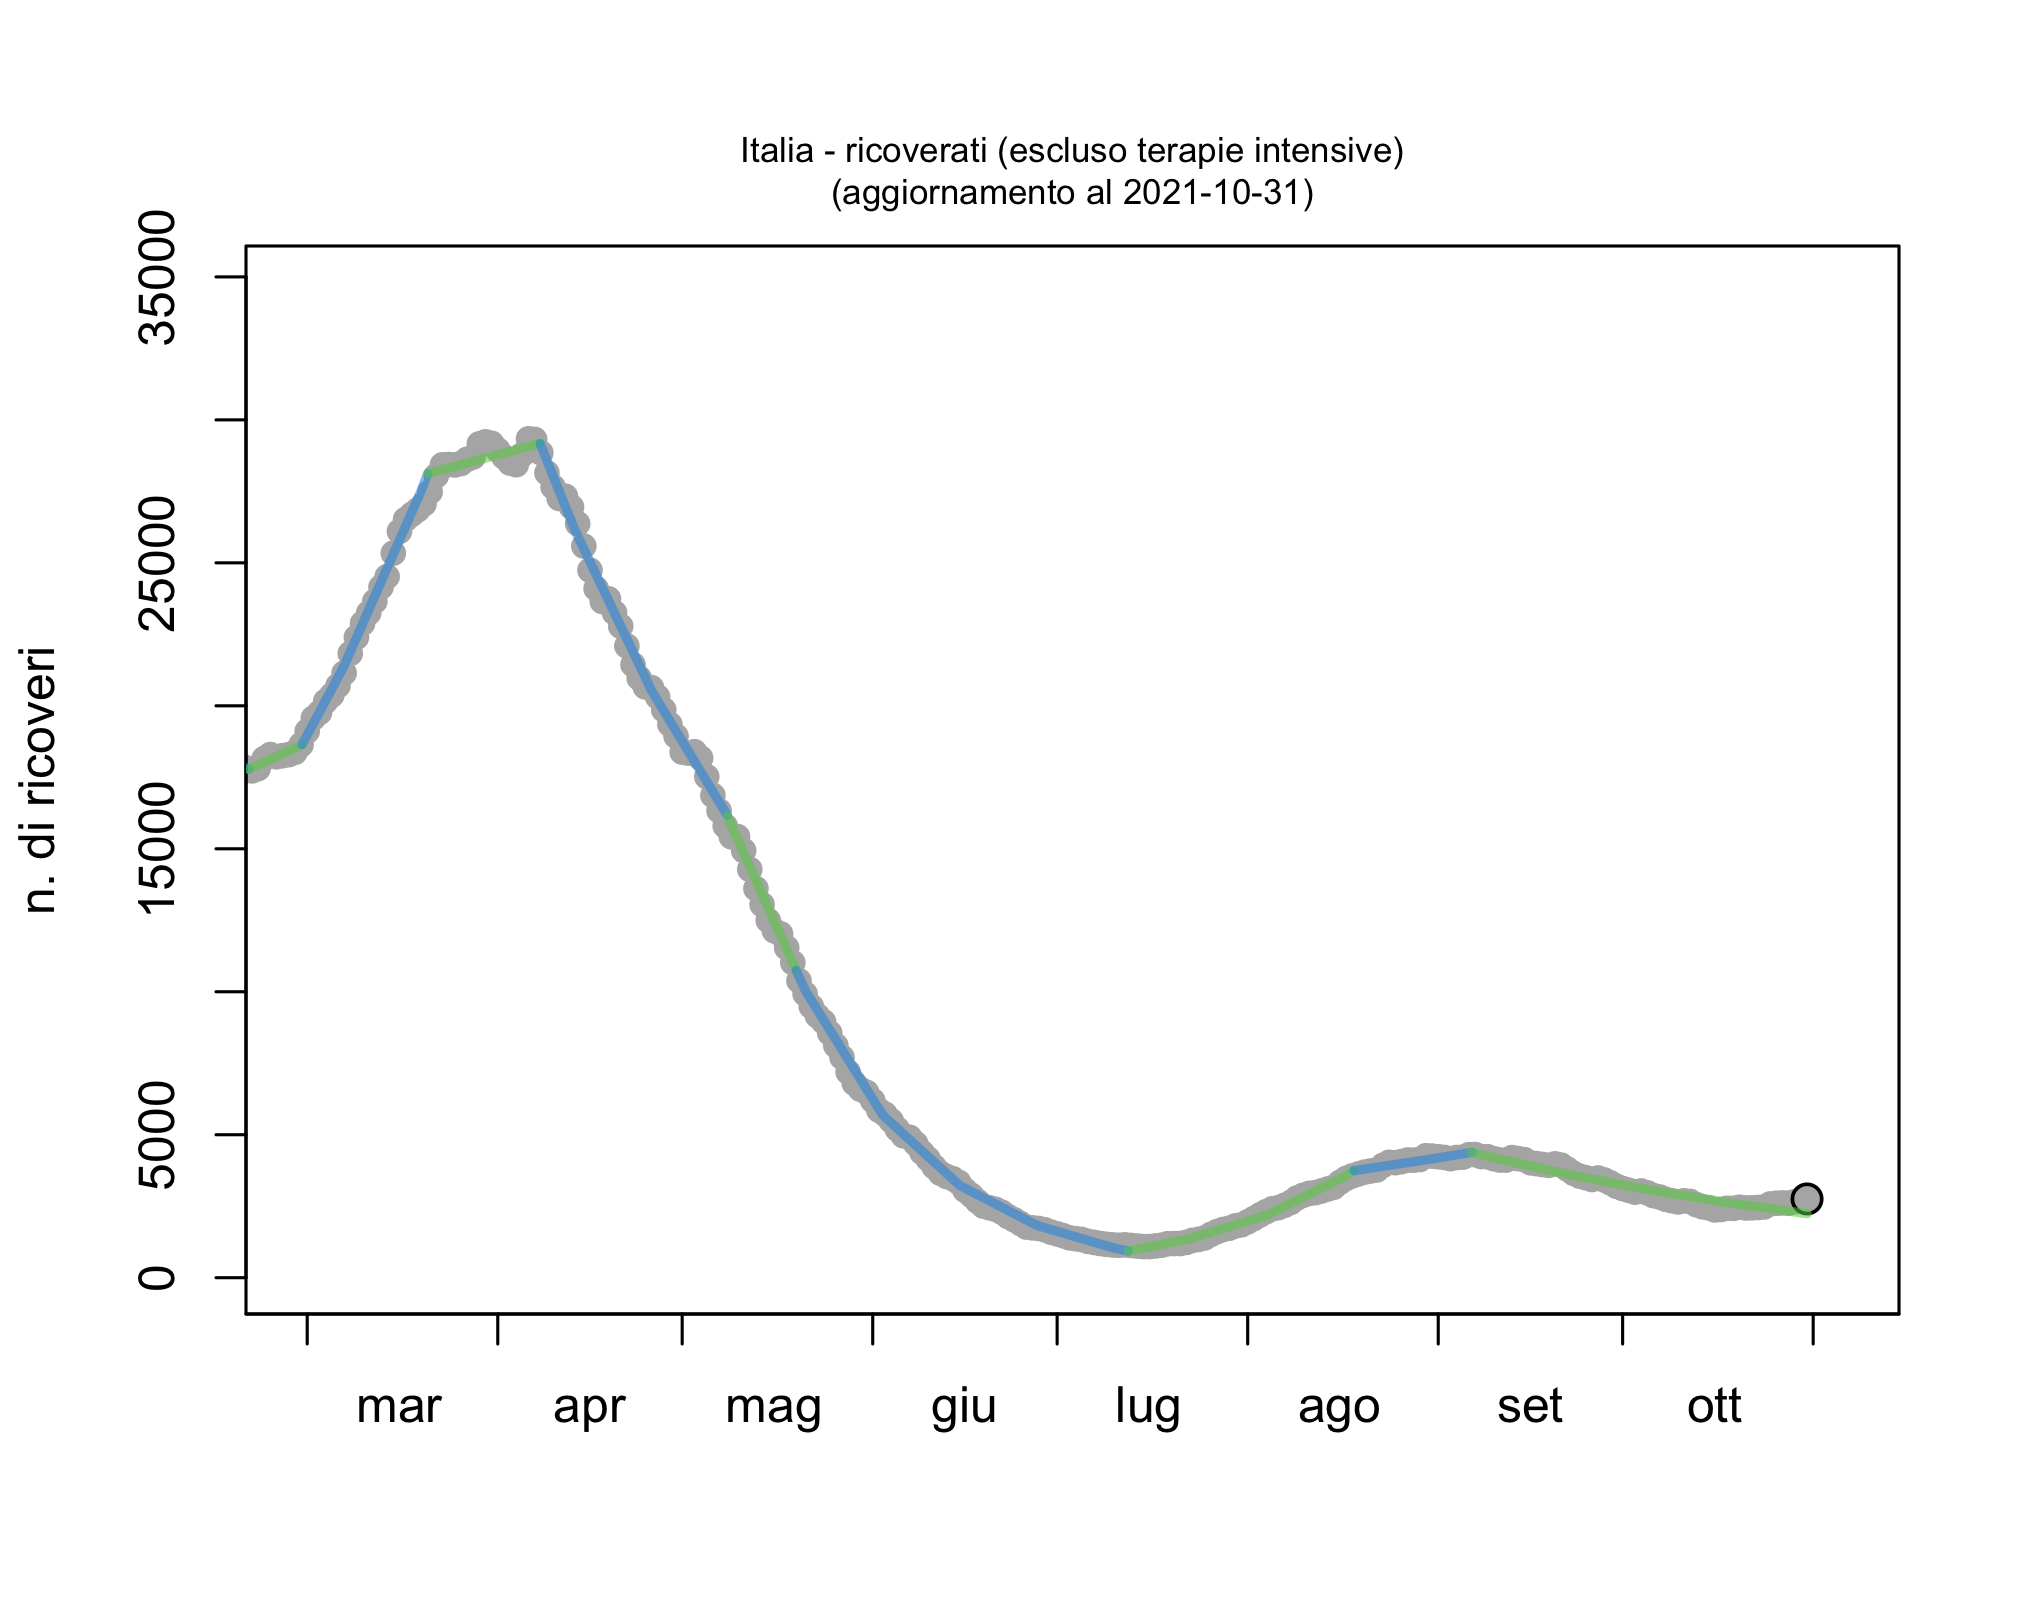 Italia - ricoverati (escluso terapie intensive)
(aggiornamento al 2021-10-31)
n. di ricoveri
35000
25000
15000
5000
0
mar apr mag giu lug ago set ott